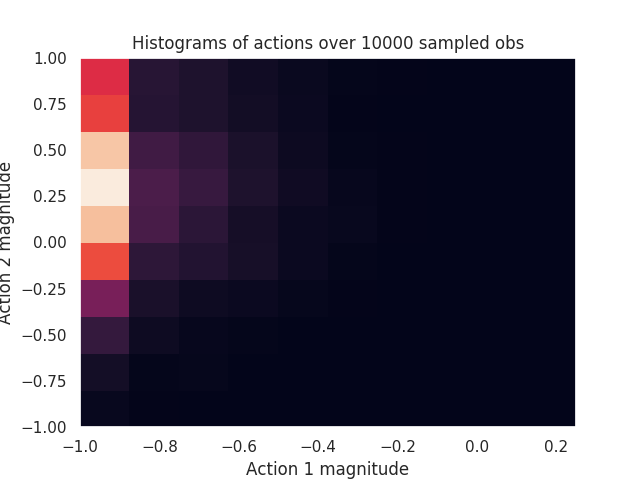 Histograms of actions over 10000 sampled obs
1.00
0.75
0.50
0.25
0.00
−0.25
−0.50
−0.75
−1.00
Action 2 magnitude
−1.0 −0.8 −0.6 −0.4 −0.2 0.0 0.2
Action 1 magnitude